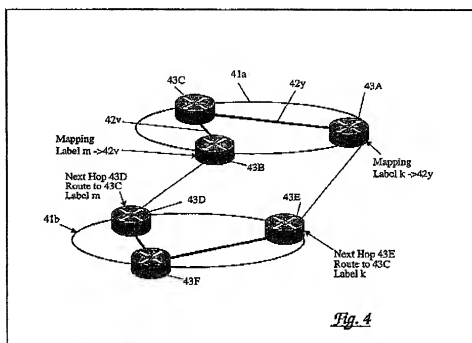 43C
41a
42y
43A
42v
Mapping
Label m ->42v
43B
Mapping
Label k ->42y
Next Hop 43D
Route to 43C
Label m
43D
43E
41b
Next Hop 43E
Route to 43C
Label k
43F
Fig. 4